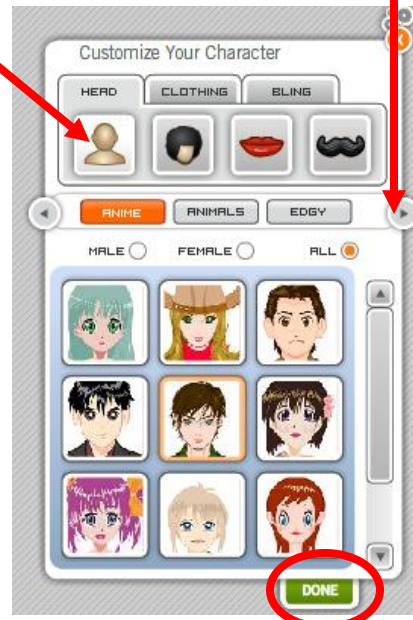 Customize Your Character
HEAD CLOTHING BLING
ANIME ANIMALS EDGY
MALE FEMALE ALL
DONE